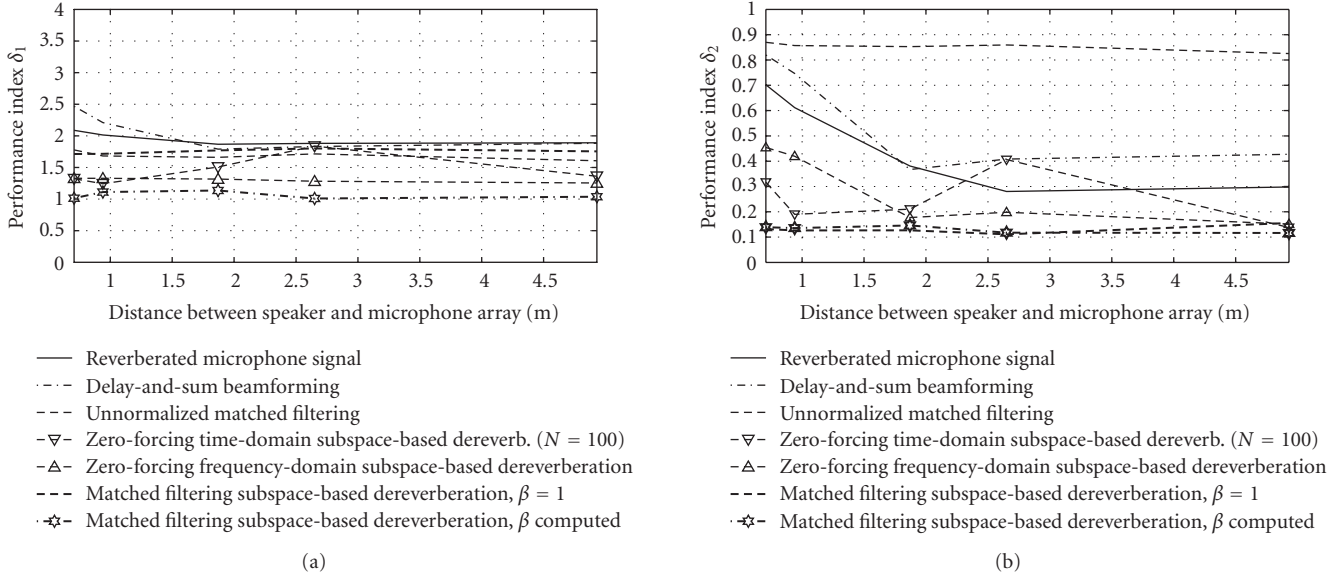 Performance index δ1
4
3.5
3
2.5
2
1.5
1
0.5
0
1 1.5 2 2.5 3 3.5 4 4.5
Distance between speaker and microphone array (m)
Reverberated microphone signal
Delay-and-sum beamforming
Unnormalized matched filtering
Zero-forcing time-domain subspace-based dereverb. (N = 100)
Zero-forcing frequency-domain subspace-based dereverberation
Matched filtering subspace-based dereverberation, β = 1
Matched filtering subspace-based dereverberation, β computed
(a)
Performance index δ2
1
0.9
0.8
0.7
0.6
0.5
0.4
0.3
0.2
0.1
0
1 1.5 2 2.5 3 3.5 4 4.5
Distance between speaker and microphone array (m)
Reverberated microphone signal
Delay-and-sum beamforming
Unnormalized matched filtering
Zero-forcing time-domain subspace-based dereverb. (N = 100)
Zero-forcing frequency-domain subspace-based dereverberation
Matched filtering subspace-based dereverberation, β = 1
Matched filtering subspace-based dereverberation, β computed
(b)